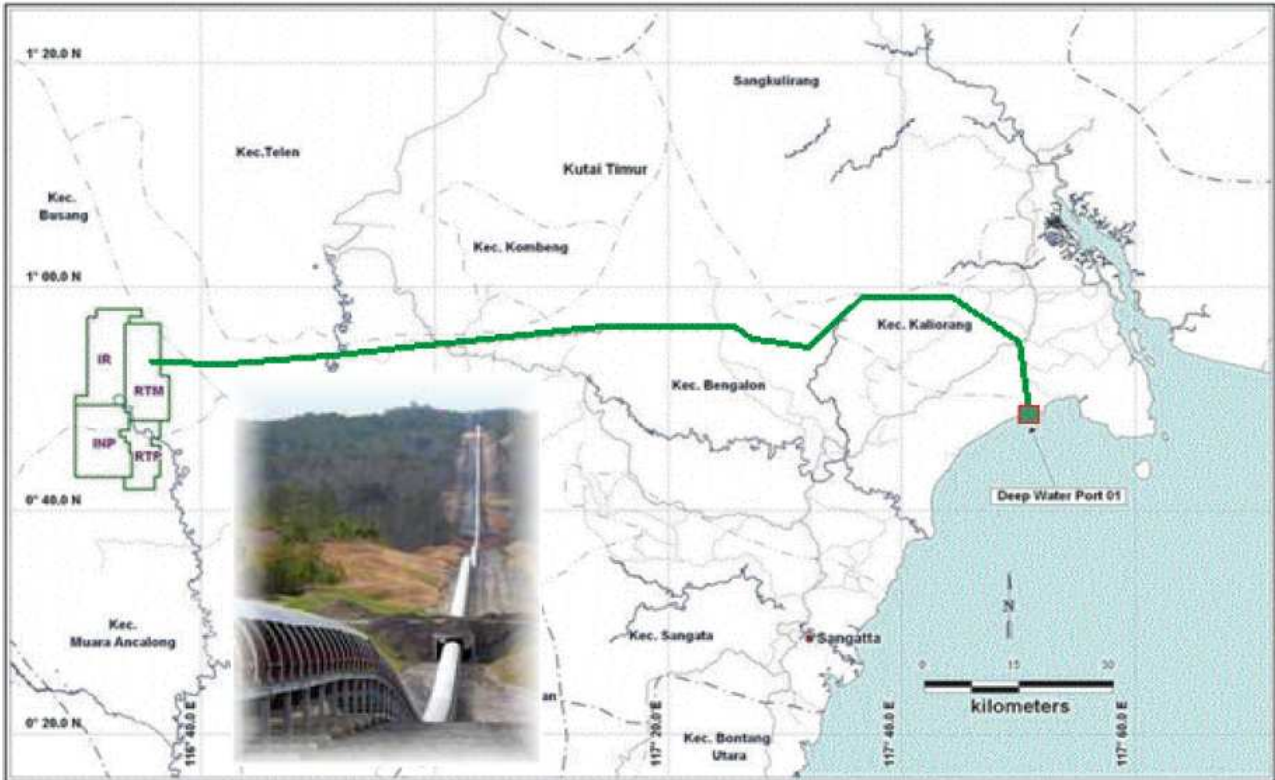 1° 20.0 N
Sangkulirang
Kec.Telen
Kutai Timur
Kec.
Busang
Kec. Kombeng
1° 00.0 N
IR
Kec. Kaliorang
RTM
Kec. Bengalon
INP
RTP
0° 40.0 N
Deep Water Port 01
N
Kec.
Muara Ancalong
Kec. Sangata
Sangatta
0 15 30
kilometers
an
0° 20.0 N
116° 40.0 E
117° 20.0 E
117° 40.0 E
117° 60.0 E
Kec. Bontang
Utara